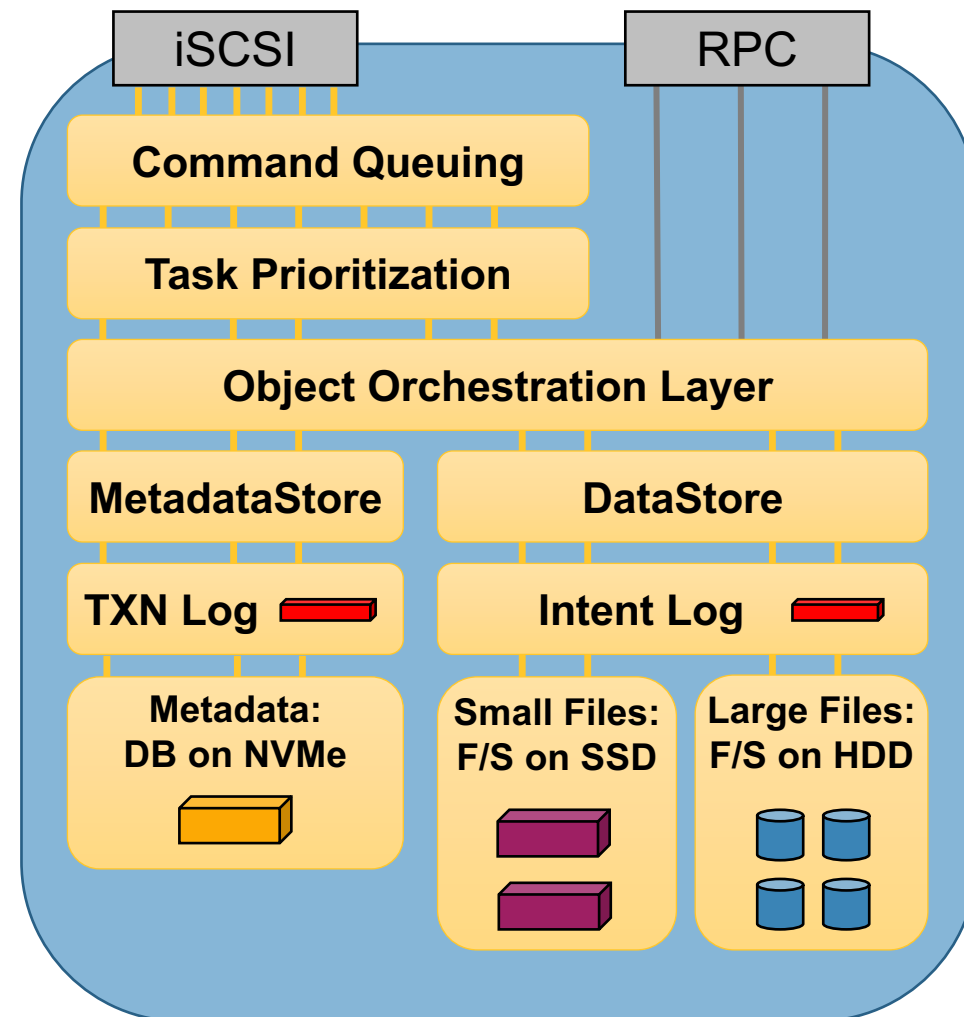 iSCSI
RPC
Command Queuing
Task Prioritization
Object Orchestration Layer
MetadataStore
DataStore
TXN Log
Intent Log
Metadata:
DB on NVMe
Small Files:
F/S on SSD
Large Files:
F/S on HDD